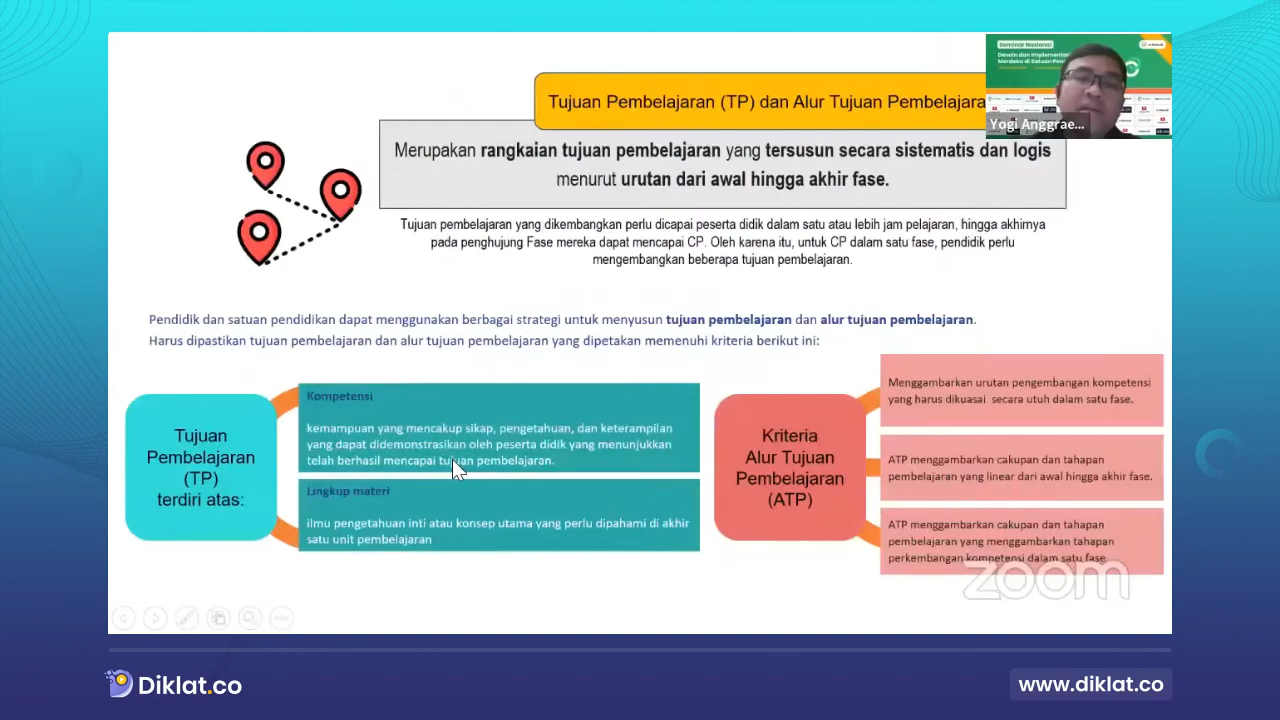 Seminar Nasional
Tujuan Pembelajaran (TP) dan Alur Tujuan
Yogi Anggrae...
Merupakan rangkaian tujuan pembelajaran yang tersusun secara sistematis dan logis
menurut urutan dari awal hingga akhir fase.
Tujuan pembelajaran yang dikembangkan perlu dicapai peserta didik dalam satu atau lebih jam pelajaran, hingga akhirnya
pada penghujung Fase mereka dapat mencapai CP. Oleh karena itu, untuk CP dalam satu fase, pendidik perlu
mengembangkan beberapa tujuan pembelajaran.
Pendidik dan satuan pendidikan dapat menggunakan berbagai strategi untuk menyusun tujuan pembelajaran dan alur tujuan pembelajaran.
Harus dipastikan tujuan pembelajaran dan alur tujuan pembelajaran yang dipetakan memenuhi kriteria berikut ini:
Tujuan
Pembelajaran
(TP)
terdiri atas:
Kompetensi
kemampuan yang mencakup sikap, pengetahuan, dan keterampilan
yang dapat didemonstrasikan oleh peserta didik yang menunjukkan
telah berhasil mencapai tujuan pembelajaran.
Lingkup materi
ilmu pengetahuan inti atau konsep utama yang perlu dipahami di akhir
satu unit pembelajaran
Kriteria
Alur Tujuan
Pembelajaran
(ATP)
Menggambarkan urutan pengembangan kompetensi
yang harus dikuasai secara utuh dalam satu fase.
ATP menggambarkan cakupan dan tahapan
pembelajaran yang linear dari awal hingga akhir fase.
ATP menggambarkan cakupan dan tahapan
pembelajaran yang menggambarkan tahapan
perkembangan kompetensi dalam satu fase
zoom
Diklat.co
www.diklat.co